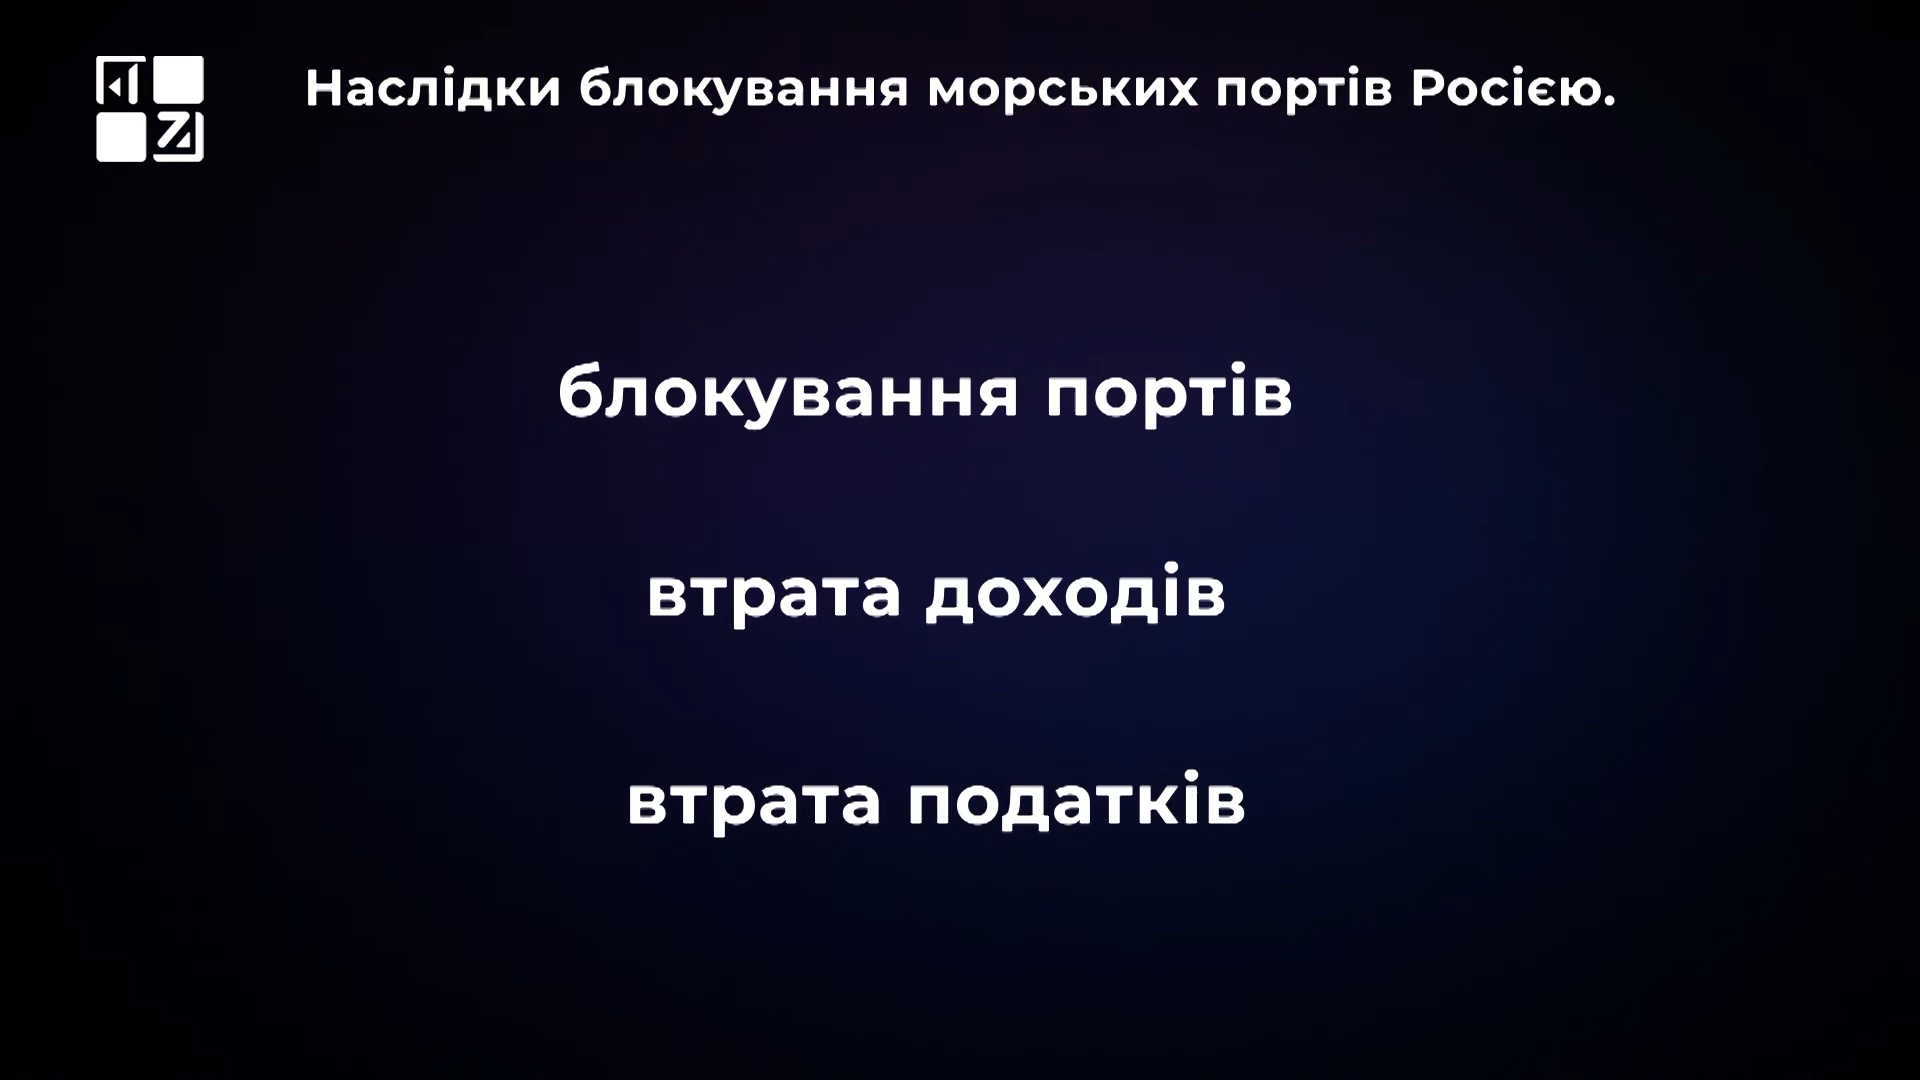 Наслідки блокування морських портів Росією.
блокування портів
втрата доходів
втрата податків